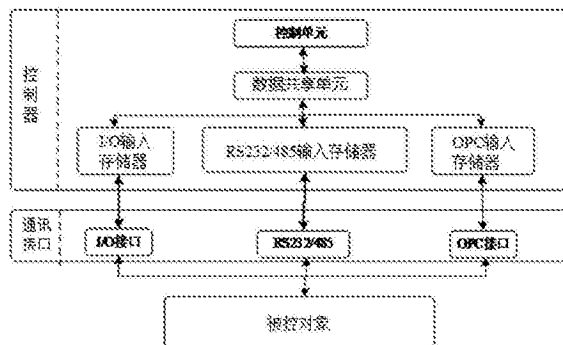 控制单元
控制器
数据共享单元
I/O输入
存储器
RS232/485输入存储器
OPC输入
存储器
通讯
接口
I/O接口
RS232/485
OPC接口
被控对象